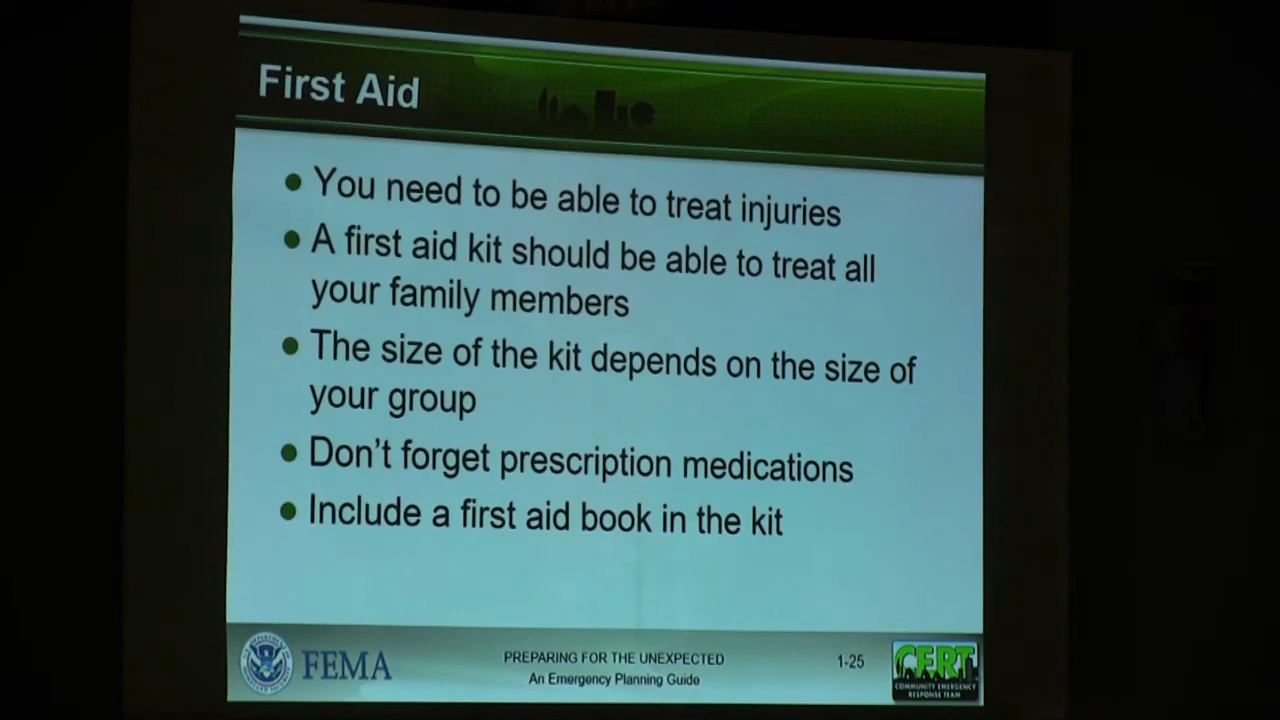 First Aid
• You need to be able to treat injuries
• A first aid kit should be able to treat all
your family members
• The size of the kit depends on the size of
your group
• Don't forget prescription medications
• Include a first aid book in the kit
FEMA
PREPARING FOR THE UNEXPECTED
An Emergency Planning Guide
1-25
CERT
COMMUNITY EMERGENCY
RESPONSE TEAM